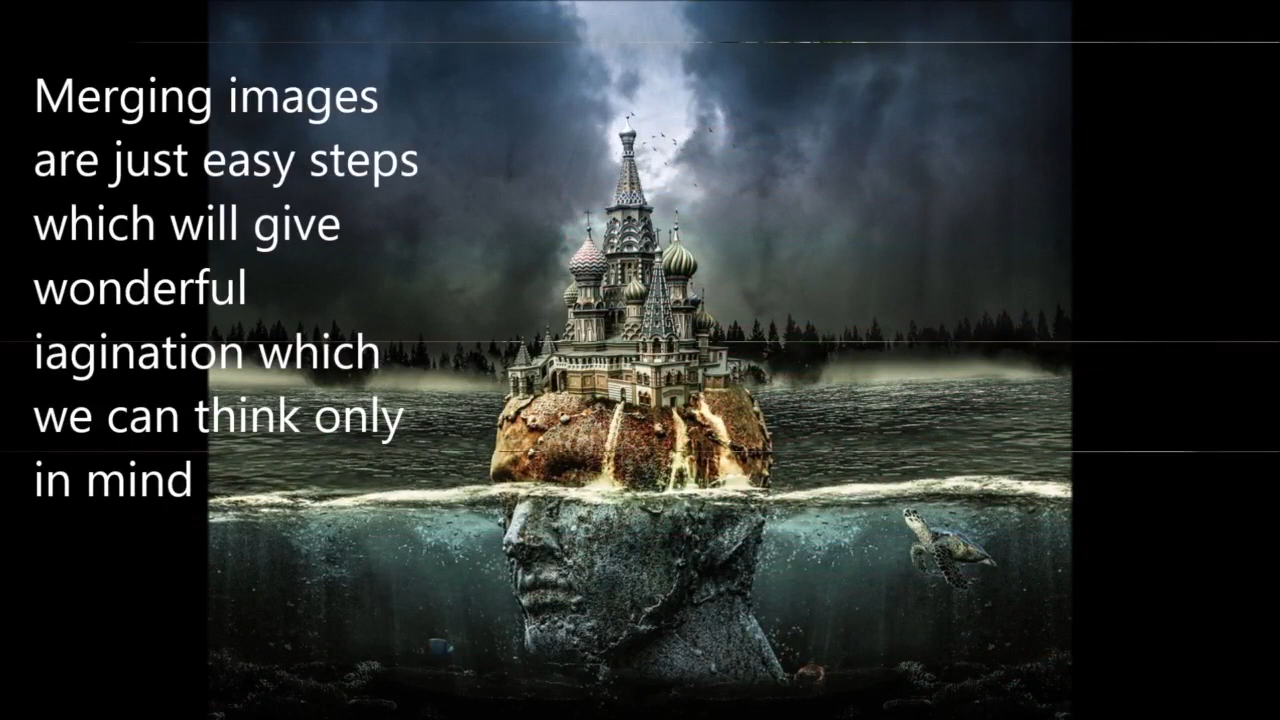 Merging images
are just easy steps
which will give
wonderful
iagination which
we can think only
in mind